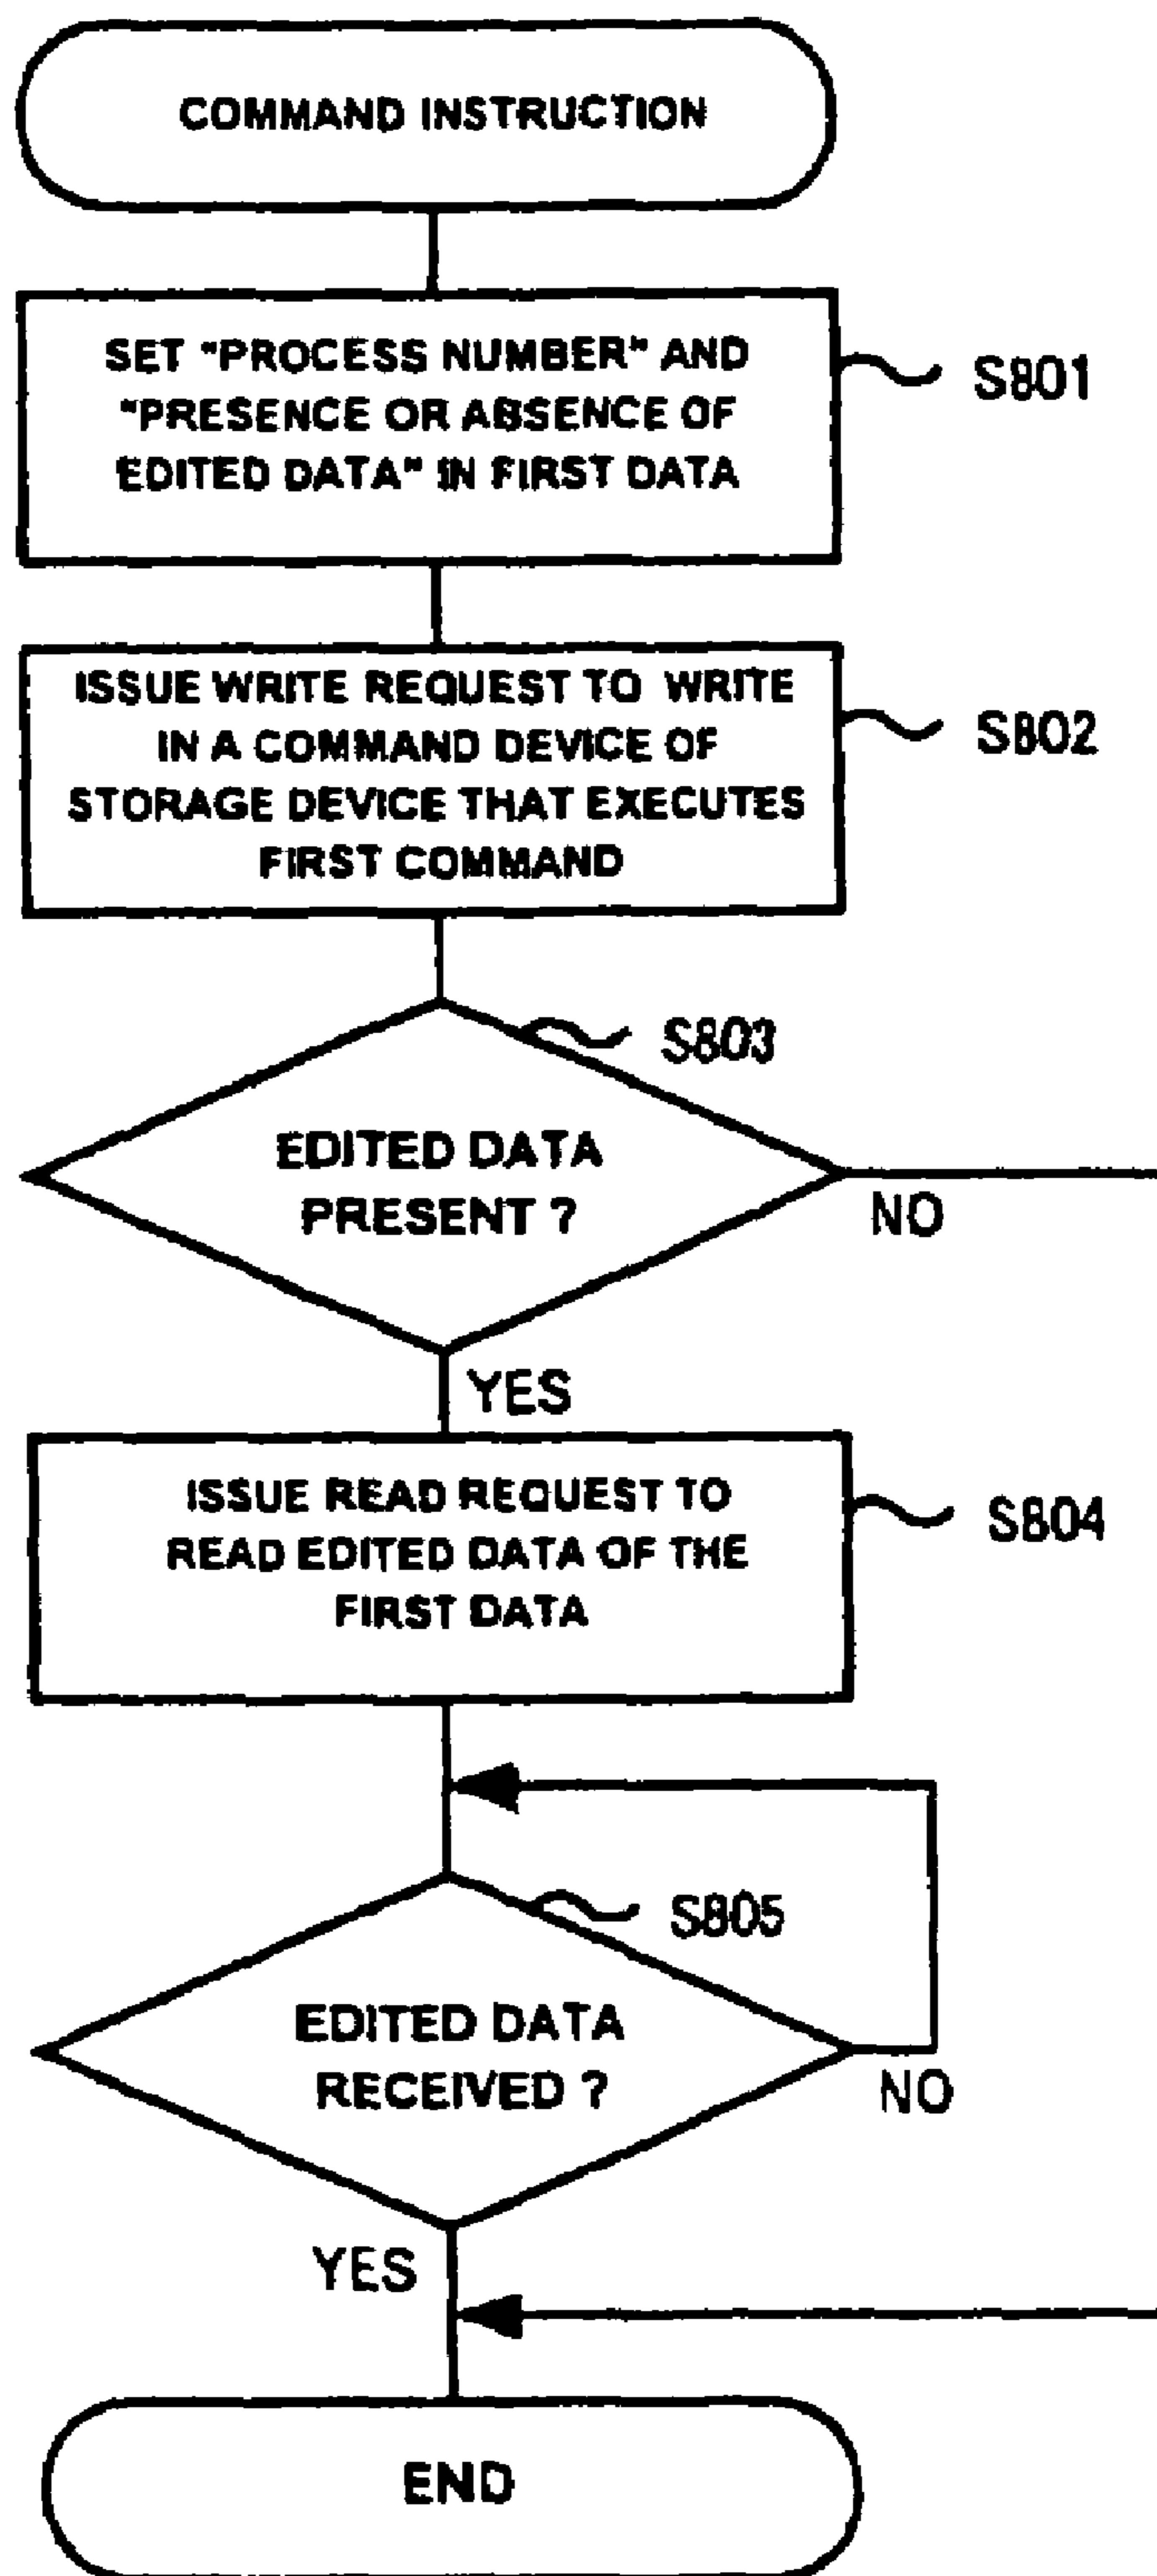 COMMAND INSTRUCTION
SET "PROCESS NUMBER" AND
"PRESENCE OR ABSENCE OF
EDITED DATA" IN FIRST DATA
S801
ISSUE WRITE REQUEST TO WRITE
IN A COMMAND DEVICE OF
STORAGE DEVICE THAT EXECUTES
FIRST COMMAND
S802
S803
EDITED DATA
PRESENT ?
NO
YES
ISSUE READ REQUEST TO
READ EDITED DATA OF THE
FIRST DATA
S804
S805
EDITED DATA
RECEIVED ?
NO
YES
END